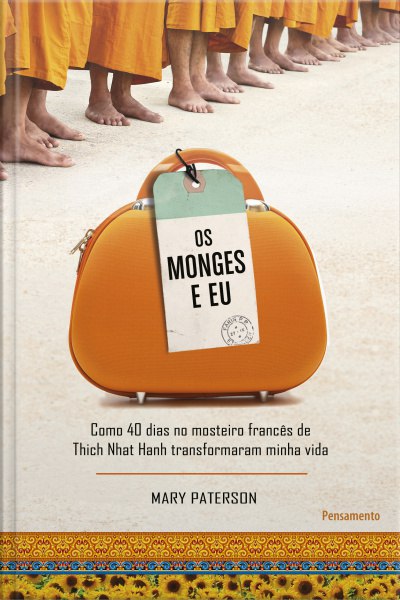 OS
MONGES
E EU
Como 40 dias no mosteiro francês de
Thich Nhat Hanh transformaram minha vida
MARY PATERSON
Pensamento